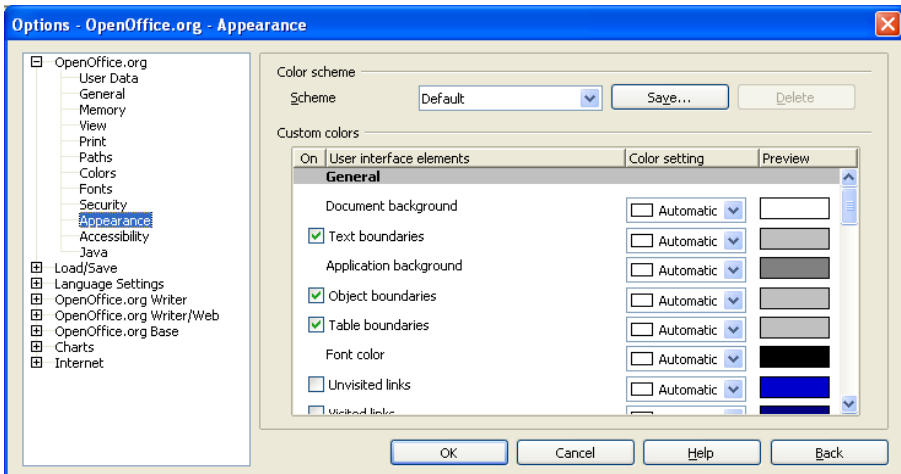 Options - OpenOffice.org - Appearance
OpenOffice.org
User Data
General
Memory
View
Print
Paths
Colors
Fonts
Security
Appearance
Accessibility
Java
Load/Save
Language Settings
OpenOffice.org Writer
OpenOffice.org Writer/Web
OpenOffice.org Base
Charts
Internet
Color scheme
Scheme Default Save... Delete
Custom colors
On User interface elements Color setting Preview
General
Document background Automatic
Text boundaries Automatic
Application background Automatic
Object boundaries Automatic
Table boundaries Automatic
Font color Automatic
Unvisited links Automatic
Visited links
OK Cancel Help Back